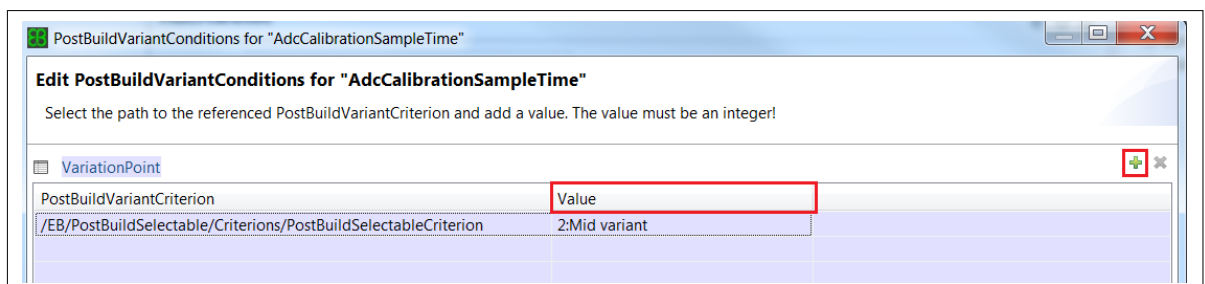 PostBuildVariantConditions for "AdcCalibrationSampleTime"
X
Edit PostBuildVariantConditions for "AdcCalibrationSampleTime"
Select the path to the referenced PostBuildVariantCriterion and add a value. The value must be an integer!
VariationPoint
PostBuildVariantCriterion Value
/EB/PostBuildSelectable/Criterions/PostBuildSelectableCriterion 2:Mid variant